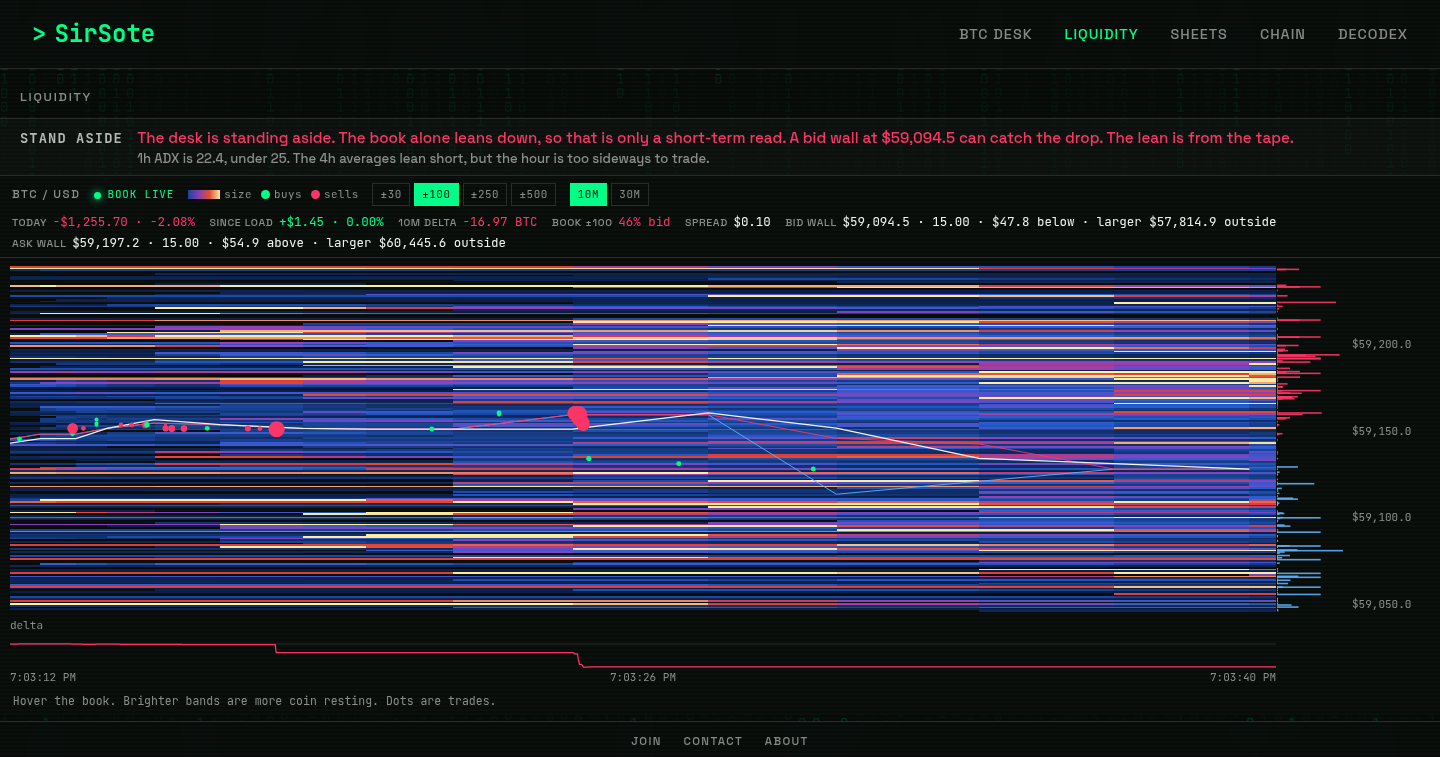 > SirSote
BTC DESK LIQUIDITY SHEETS CHAIN DECODEX
LIQUIDITY
STAND ASIDE The desk is standing aside. The book alone leans down, so that is only a short-term read. A bid wall at $59,094.5 can catch the drop. The lean is from the tape.
1h ADX is 22.4, under 25. The 4h averages lean short, but the hour is too sideways to trade.
BTC / USD BOOK LIVE size buys sells ±30 ±100 ±250 ±500 10M 30M
TODAY -$1,255.70 · -2.08% SINCE LOAD +$1.45 · 0.00% 10M DELTA -16.97 BTC BOOK ±100 46% bid SPREAD $0.10 BID WALL $59,094.5 · 15.00 · $47.8 below · larger $57,814.9 outside
ASK WALL $59,197.2 · 15.00 · $54.9 above · larger $60,445.6 outside
$59,200.0
$59,150.0
$59,100.0
$59,050.0
delta
7:03:12 PM 7:03:26 PM 7:03:40 PM
Hover the book. Brighter bands are more coin resting. Dots are trades.
JOIN CONTACT ABOUT